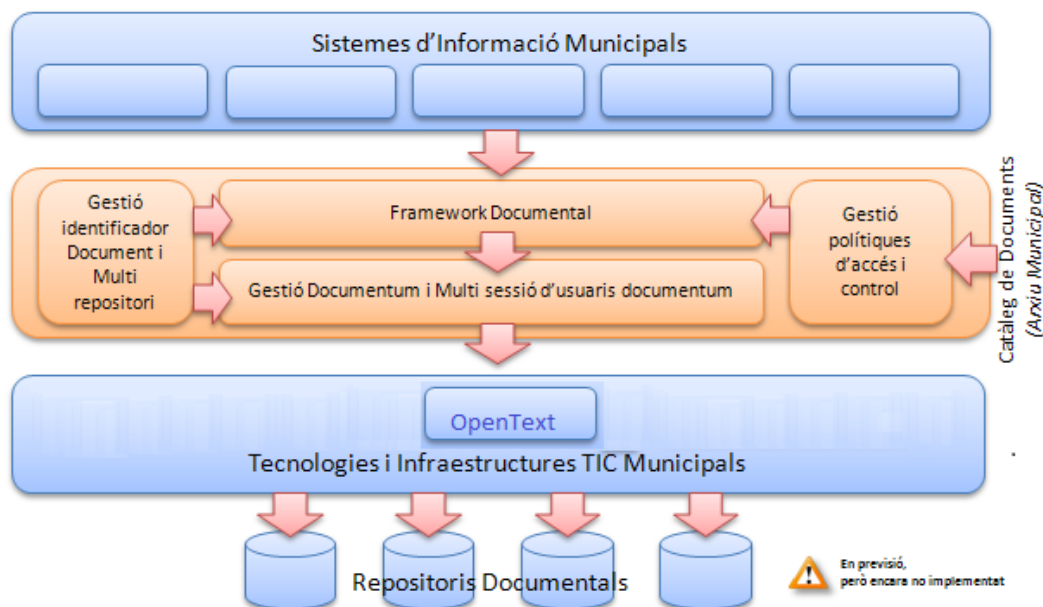 Sistemes d'Informació Municipals
Gestió
identificador
Document i
Multi
repositori
Framework Documental
Gestió Documentum i Multi sessió d'usuaris documentum
Gestió
polítiques
d'accés i
control
Catàleg de Documents
(Arxiu Municipal)
OpenText
Tecnologies i Infraestructures TIC Municipals
.
Repositoris Documentals
En previsió,
però encara no implementat